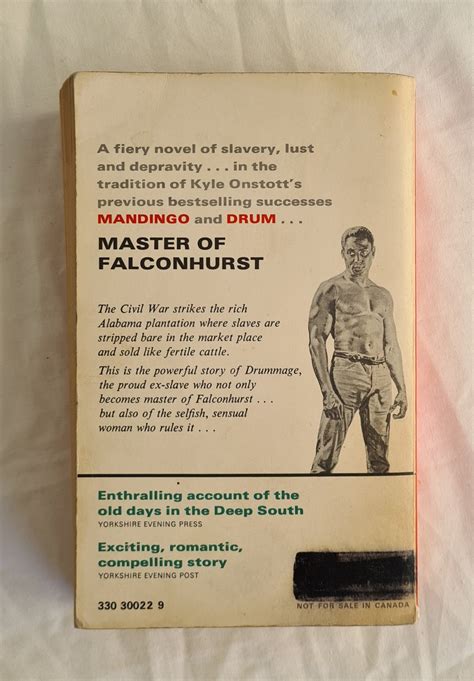 A fiery novel of slavery, lust
and depravity . . . in the
tradition of Kyle Onstott's
previous bestselling successes
MANDINGO and DRUM . . .
MASTER OF
FALCONHURST
The Civil War strikes the rich
Alabama plantation where slaves are
stripped bare in the market place
and sold like fertile cattle.
This is the powerful story of Drummage,
the proud ex-slave who not only
becomes master of Falconhurst . . .
but also of the selfish, sensual
woman who rules it . . .
Enthralling account of the
old days in the Deep South
YORKSHIRE EVENING PRESS
Exciting, romantic,
compelling story
YORKSHIRE EVENING POST
330 30022 9
NOT FOR SALE IN CANADA